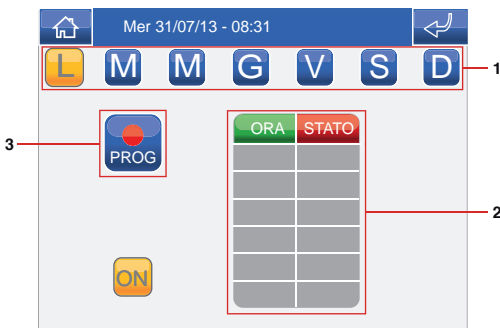 Mer 31/07/13 - 08:31
L M M G V S D
1
ORA STATO
3
PROG
2
ON